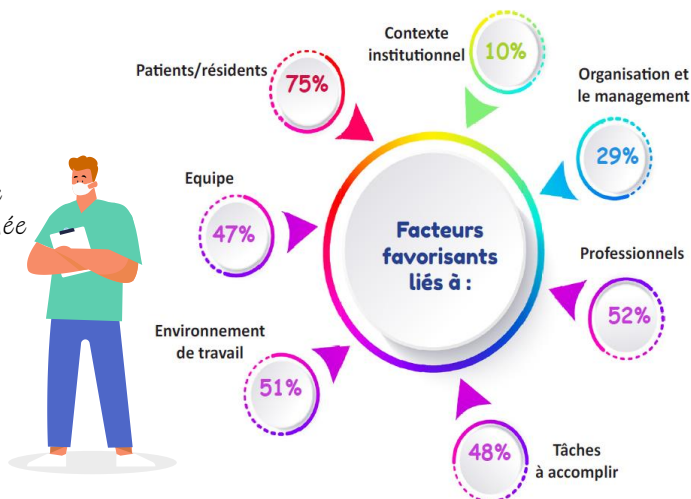 Contexte
institutionnel
10%
Patients/résidents
75%
Organisation et
le management
29%
Equipe
47%
Facteurs
favorisants
liés à :
Professionnels
52%
Environnement
de travail
51%
48%
Tâches
à accomplir